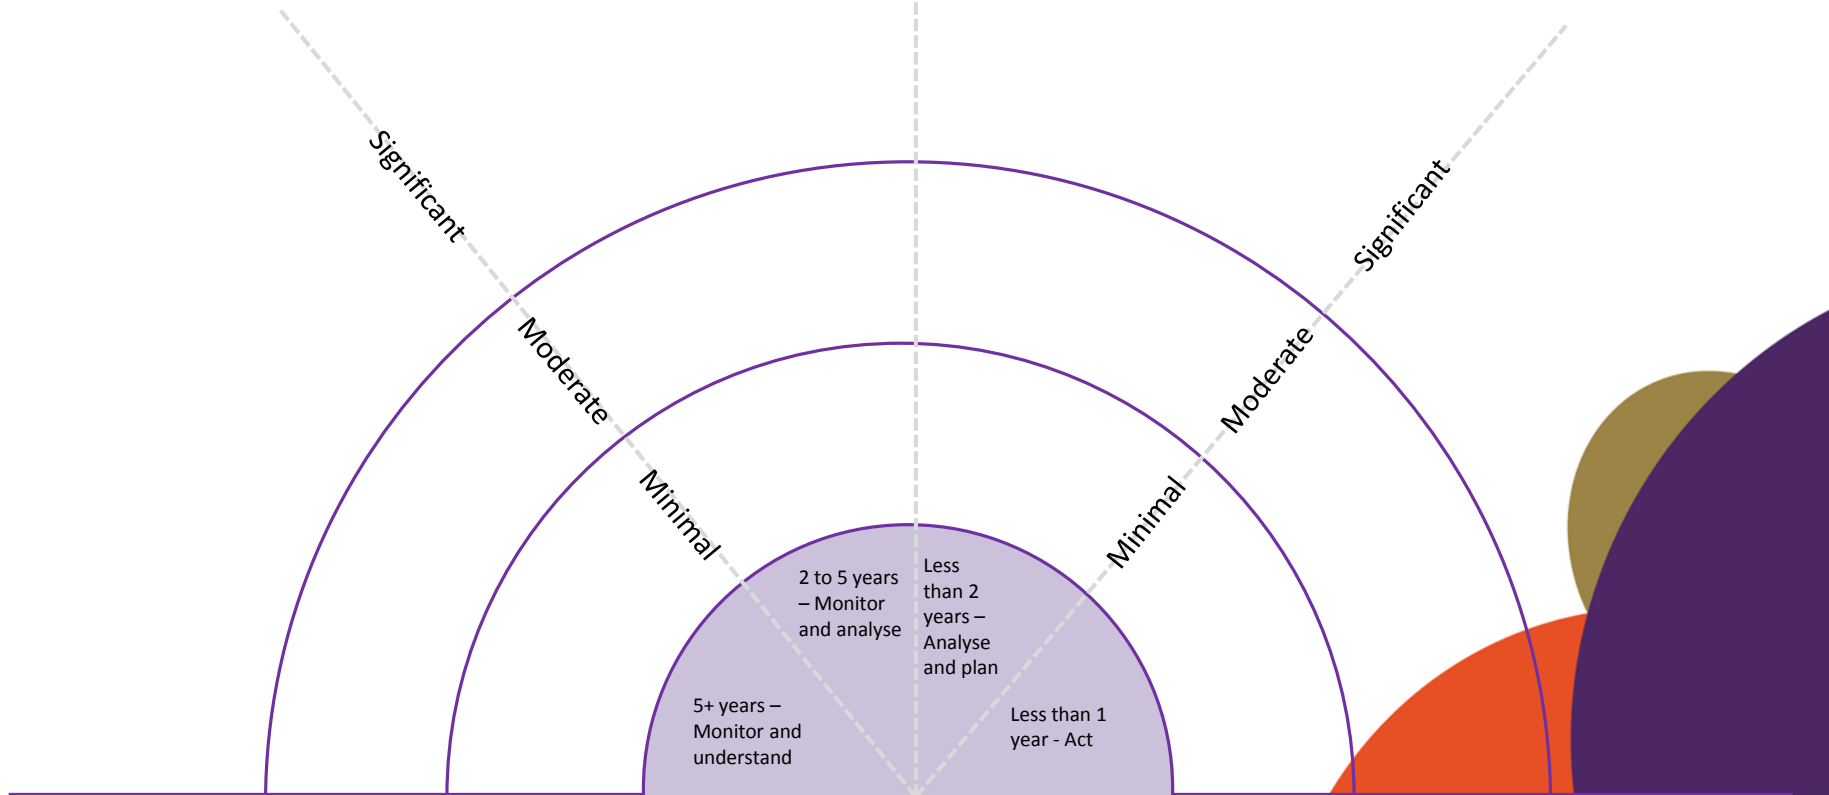 Significant
Significant
Moderate
Moderate
Minimal
Minimal
2 to 5 years
– Monitor
and analyse
Less
than 2
years –
Analyse
and plan
5+ years –
Monitor and
understand
Less than 1
year - Act